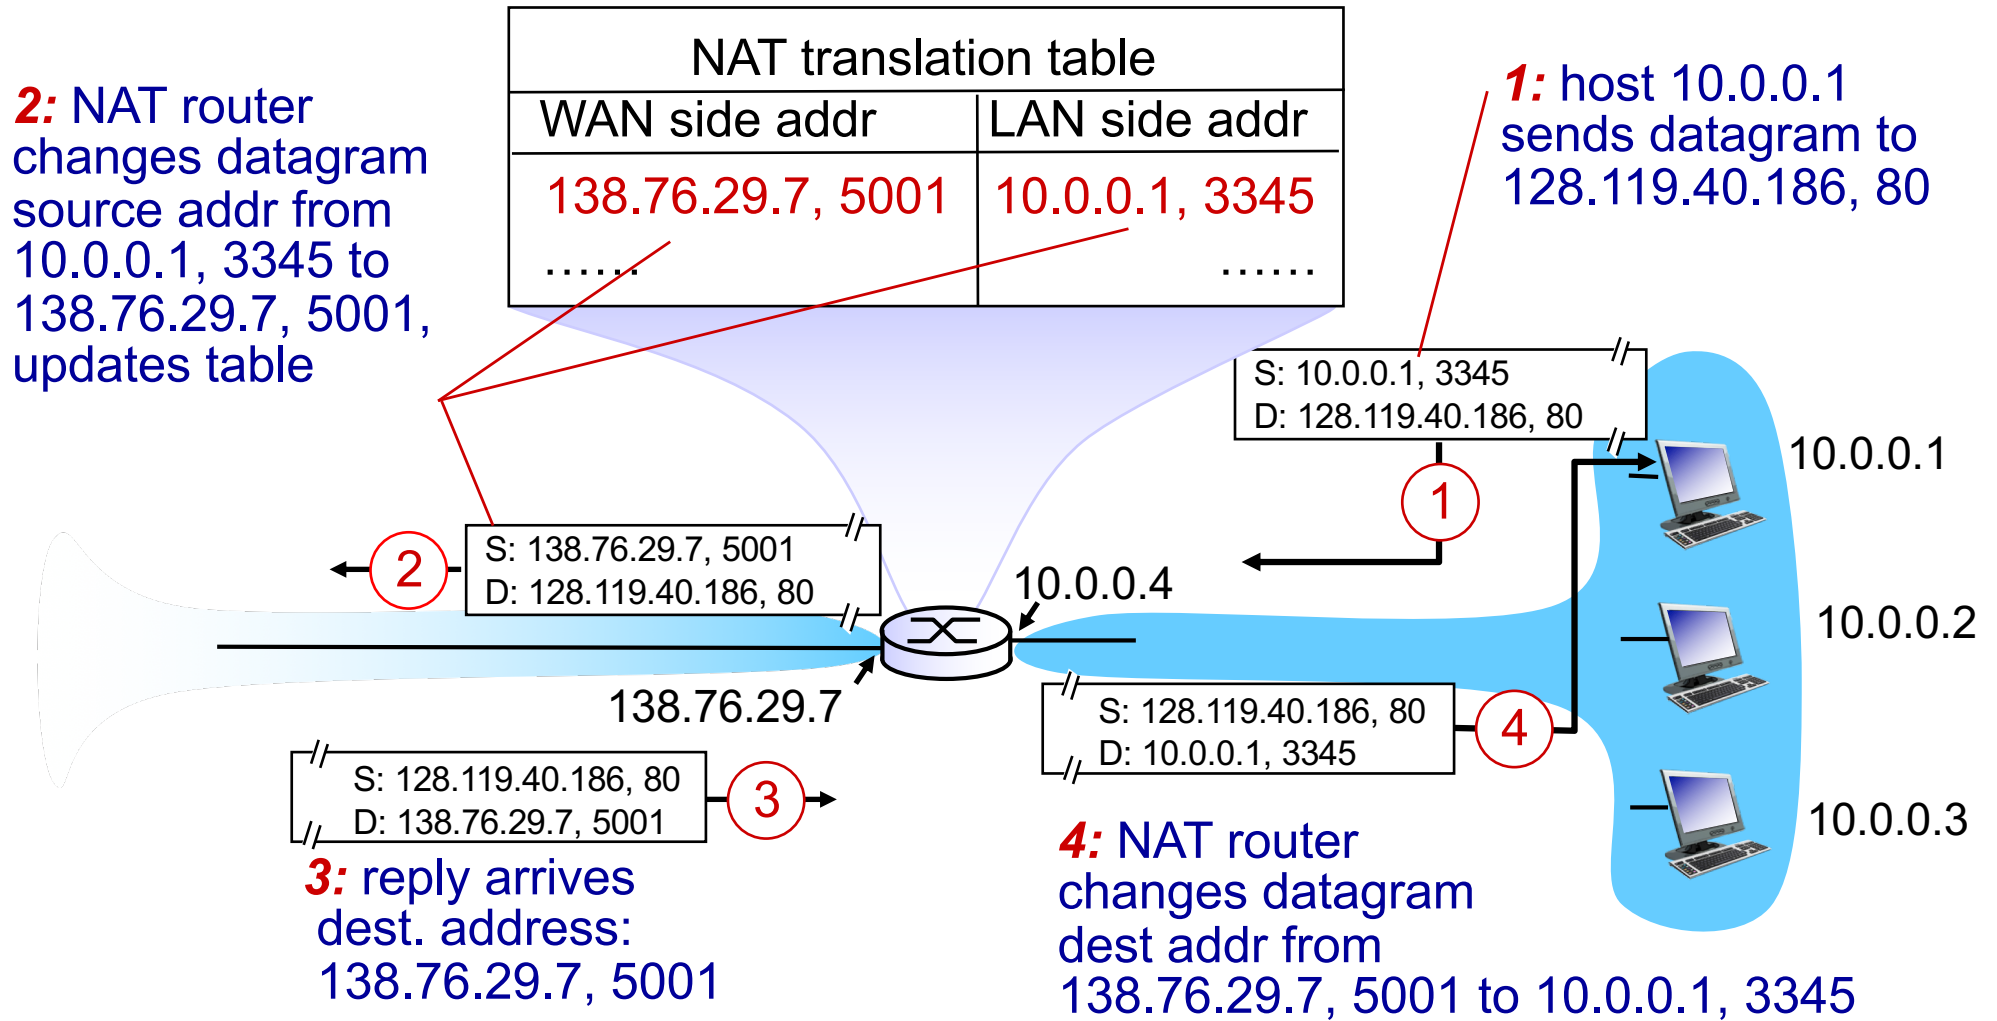 NAT translation table
WAN side addr LAN side addr
138.76.29.7, 5001 10.0.0.1, 3345
...... ......
2: NAT router
changes datagram
source addr from
10.0.0.1, 3345 to
138.76.29.7, 5001,
updates table
1: host 10.0.0.1
sends datagram to
128.119.40.186, 80
S: 10.0.0.1, 3345
D: 128.119.40.186, 80
1
10.0.0.1
2
S: 138.76.29.7, 5001
D: 128.119.40.186, 80
10.0.0.4
10.0.0.2
138.76.29.7
S: 128.119.40.186, 80
D: 10.0.0.1, 3345
4
S: 128.119.40.186, 80
D: 138.76.29.7, 5001
3
10.0.0.3
3: reply arrives
dest. address:
138.76.29.7, 5001
4: NAT router
changes datagram
dest addr from
138.76.29.7, 5001 to 10.0.0.1, 3345